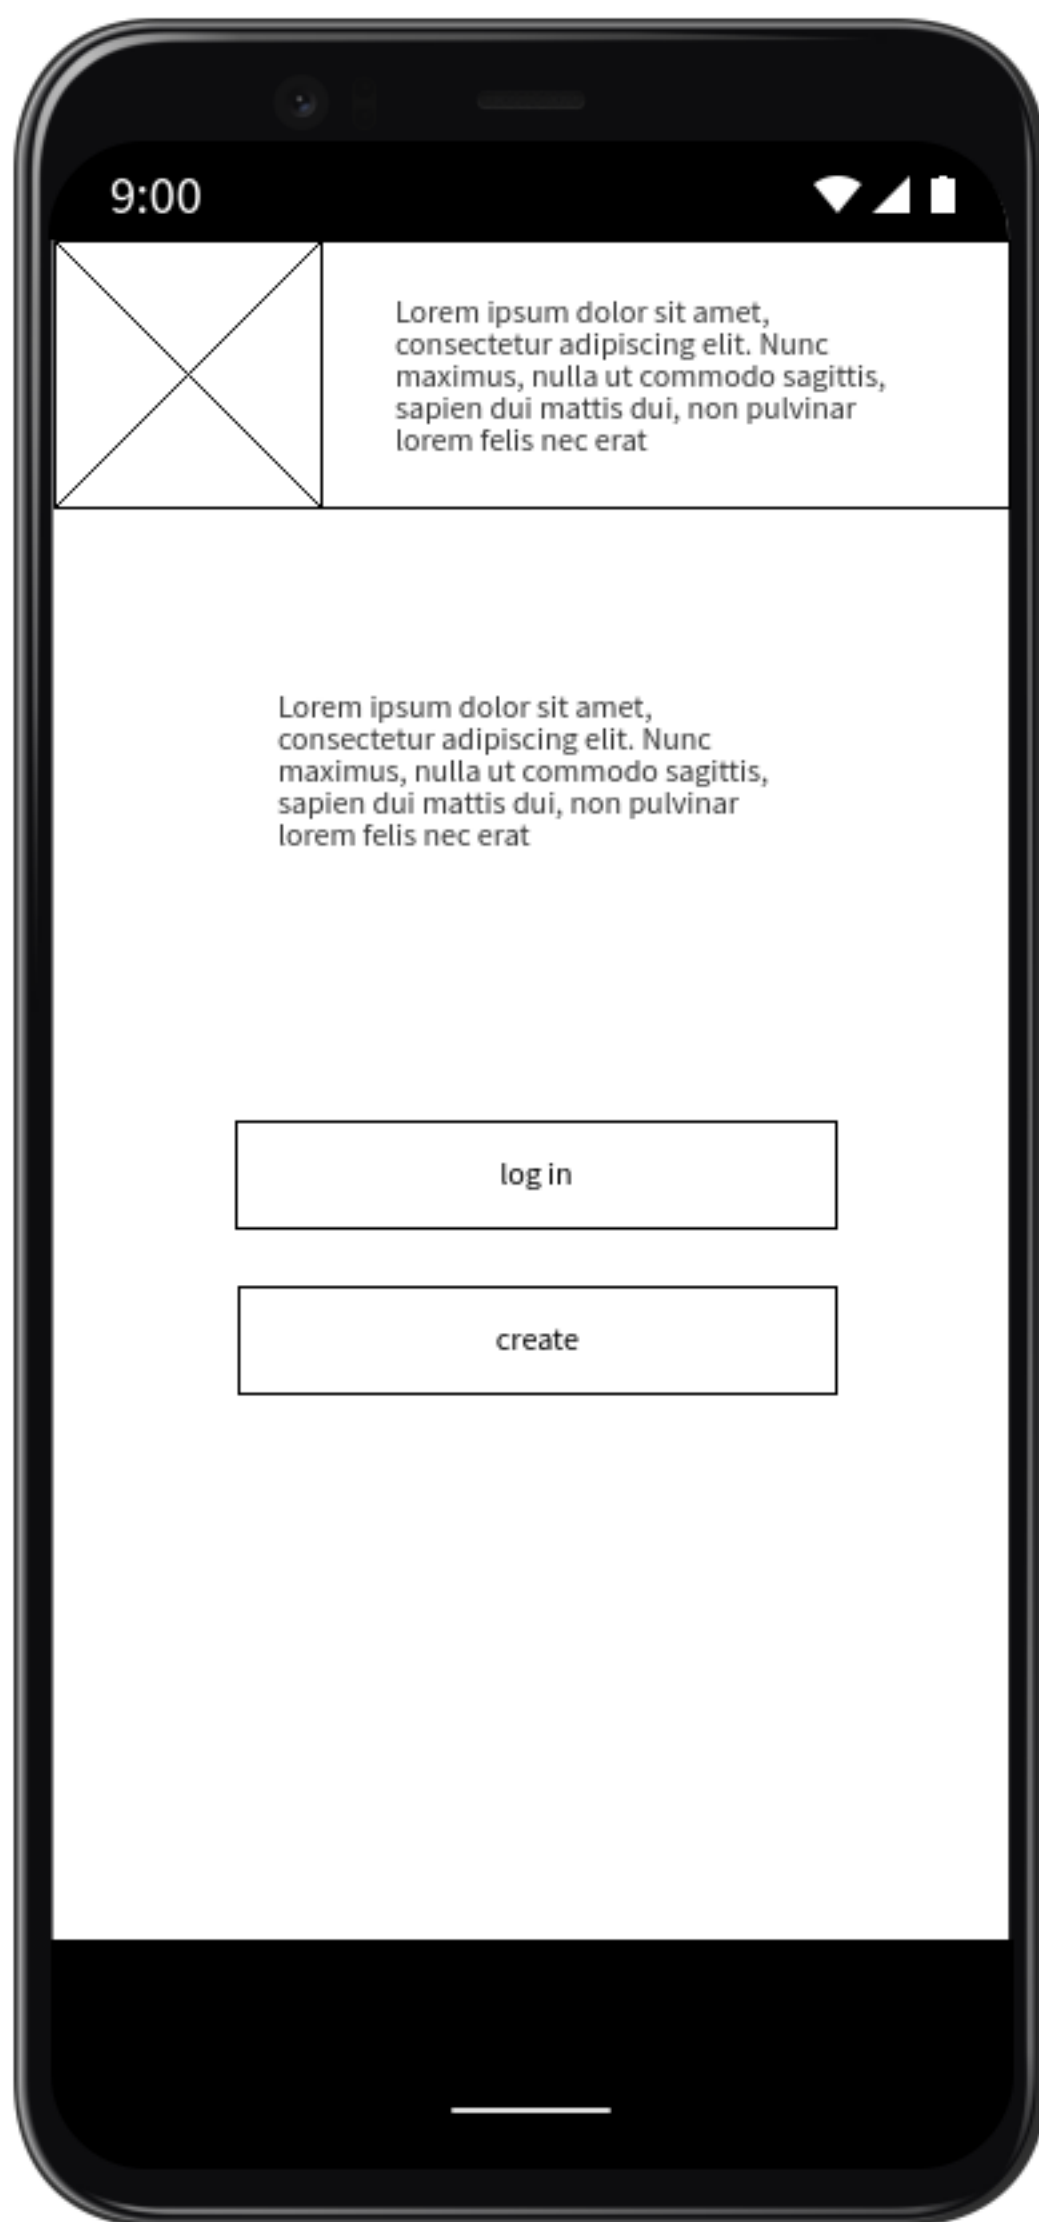 9:00
Lorem ipsum dolor sit amet,
consectetur adipiscing elit. Nunc
maximus, nulla ut commodo sagittis,
sapien dui mattis dui, non pulvinar
lorem felis nec erat
Lorem ipsum dolor sit amet,
consectetur adipiscing elit. Nunc
maximus, nulla ut commodo sagittis,
sapien dui mattis dui, non pulvinar
lorem felis nec erat
log in
create